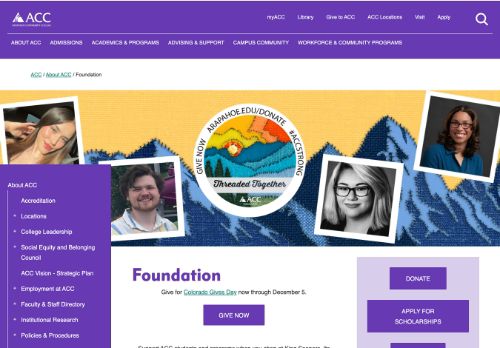 myACC Library Give to ACC ACC Locations Visit Apply
ACC
ABOUT ACC ADMISSIONS ACADEMICS & PROGRAMS ADVISING & SUPPORT CAMPUS COMMUNITY WORKFORCE & COMMUNITY PROGRAMS
ACC / About ACC / Foundation
GIVE NOW ARAPAHOE.EDU/DONATE #ACCSTRONG
Threaded Together
ACC
About ACC
Accreditation
Locations
College Leadership
Social Equity and Belonging
Council
ACC Vision - Strategic Plan
Employment at ACC
Faculty & Staff Directory
Institutional Research
Policies & Procedures
Foundation
Give for Colorado Gives Day now through December 5.
GIVE NOW
DONATE
APPLY FOR
SCHOLARSHIPS